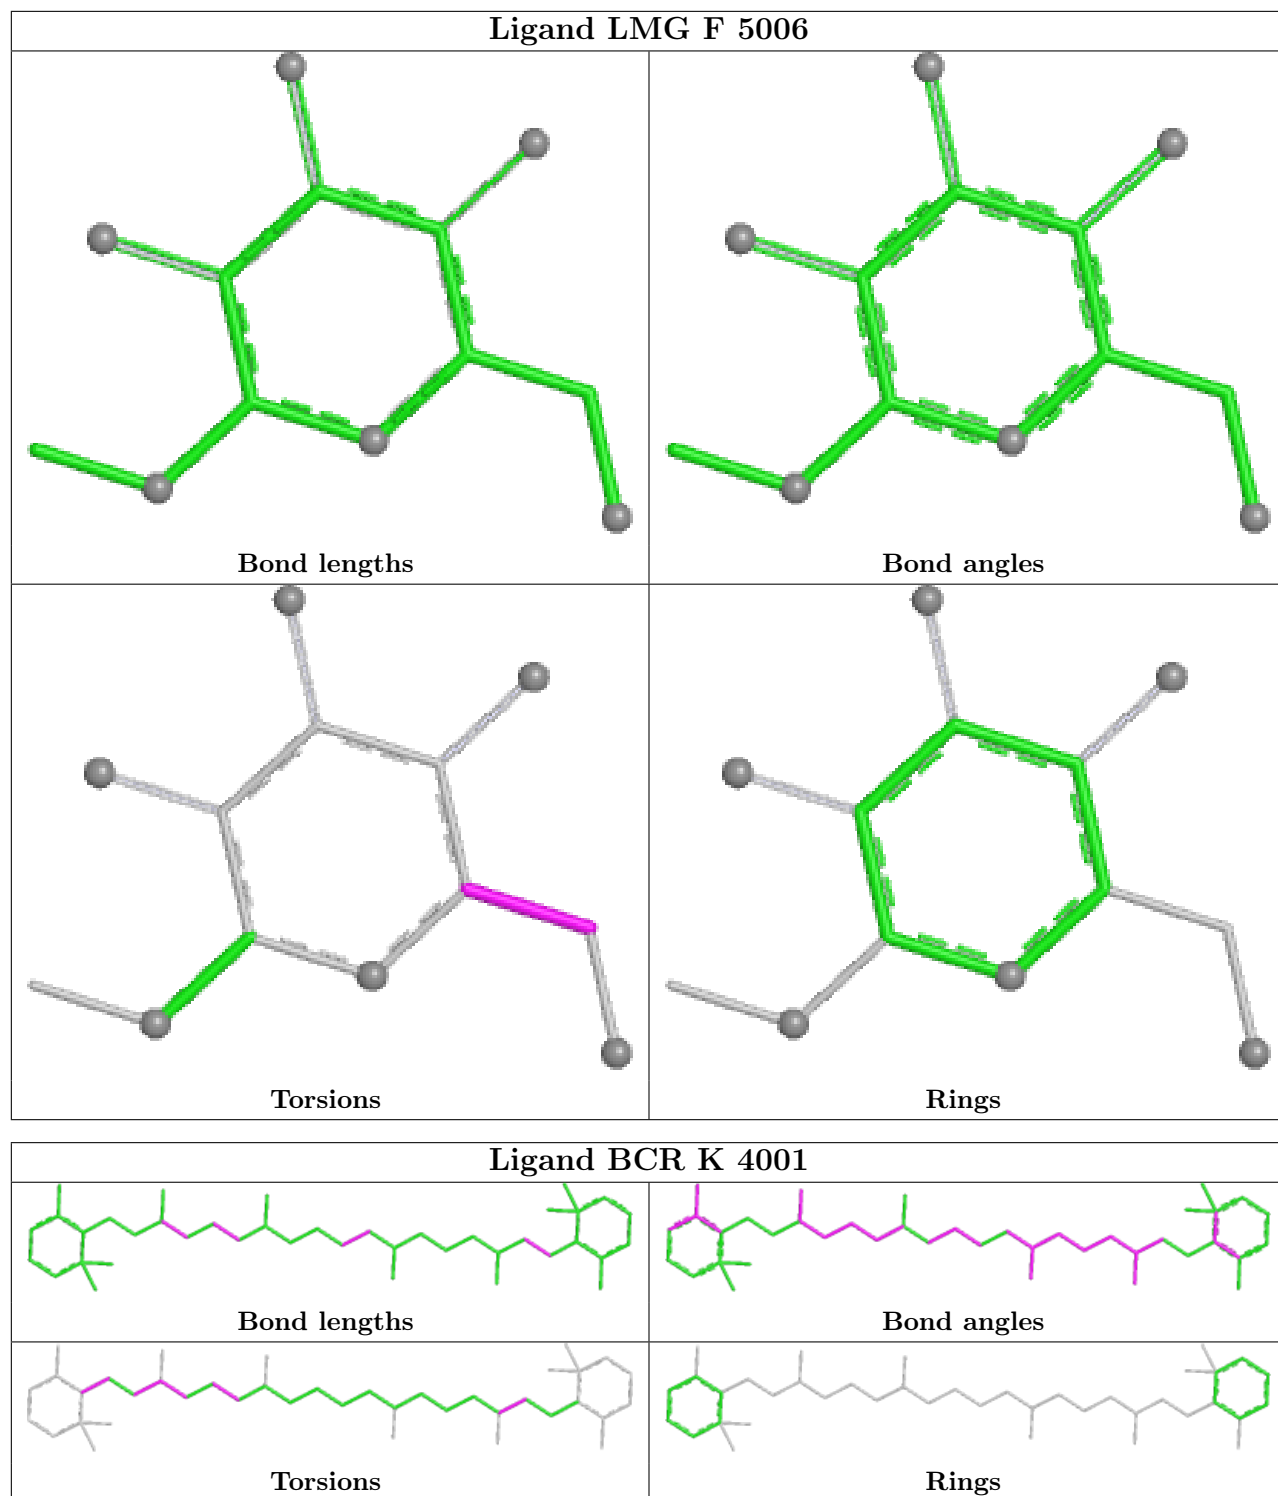 Ligand LMG F 5006
Bond lengths
Bond angles
Torsions
Rings
Ligand BCR K 4001
Bond lengths
Bond angles
Torsions
Rings